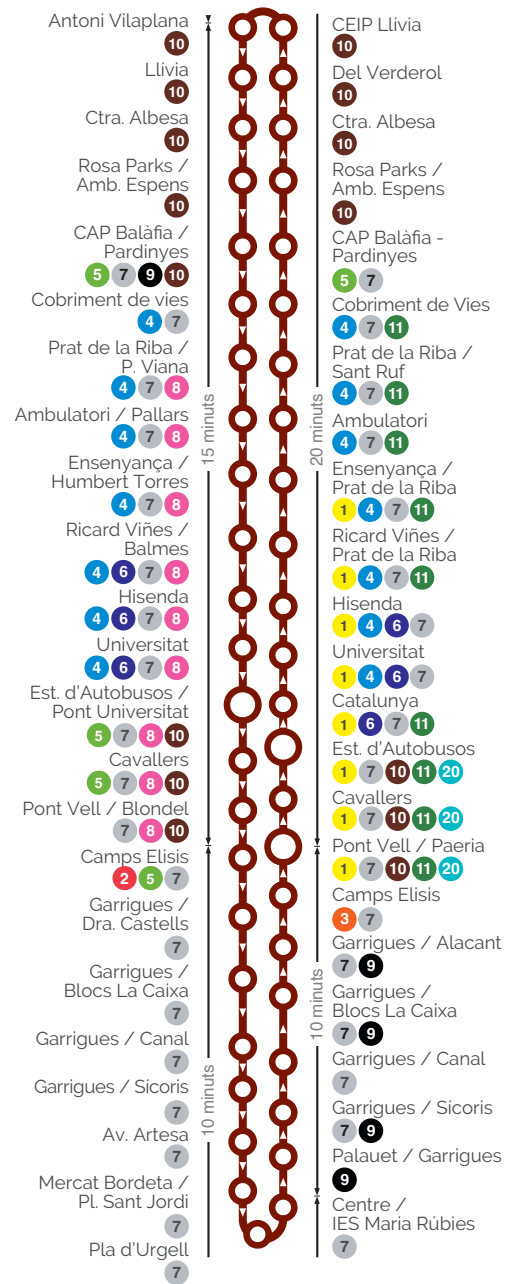 Antoni Vilaplana
10
Llívia
10
Ctra. Albesa
10
Rosa Parks /
Amb. Espens
10
CAP Balàfia /
Pardinyes
5 7 9 10
Cobriment de vies
4 7
Prat de la Riba /
P. Viana
4 7 8
Ambulatori / Pallars
4 7 8
Ensenyança /
Humbert Torres
4 7 8
Ricard Viñes /
Balmes
4 6 7 8
Hisenda
4 6 7 8
Universitat
4 6 7 8
Est. d'Autobusos /
Pont Universitat
5 7 8 10
Cavallers
5 7 8 10
Pont Vell / Blondel
7 8 10
Camps Elisis
2 5 7
Garrigues /
Dra. Castells
7
Garrigues /
Blocs La Caixa
7
Garrigues / Canal
7
Garrigues / Sícoris
7
Av. Artesa
7
Mercat Bordeta /
Pl. Sant Jordi
7
Pla d'Urgell
7
15 minuts
10 minuts
20 minuts
10 minuts
CEIP Llívia
10
Del Verderol
10
Ctra. Albesa
10
Rosa Parks /
Amb. Espens
10
CAP Balàfia -
Pardinyes
5 7
Cobriment de Vies
4 7 11
Prat de la Riba /
Sant Ruf
4 7 11
Ambulatori
4 7 11
Ensenyança /
Prat de la Riba
1 4 7 11
Ricard Viñes /
Prat de la Riba
1 4 7 11
Hisenda
1 4 6 7
Universitat
1 4 6 7
Catalunya
1 6 7 11
Est. d'Autobusos
1 7 10 11 20
Cavallers
1 7 10 11 20
Pont Vell / Paeria
1 7 10 11 20
Camps Elisis
3 7
Garrigues / Alacant
7 9
Garrigues /
Blocs La Caixa
7 9
Garrigues / Canal
7
Garrigues / Sícoris
7 9
Palauet / Garrigues
9
Centre /
IES Maria Rúbies
7